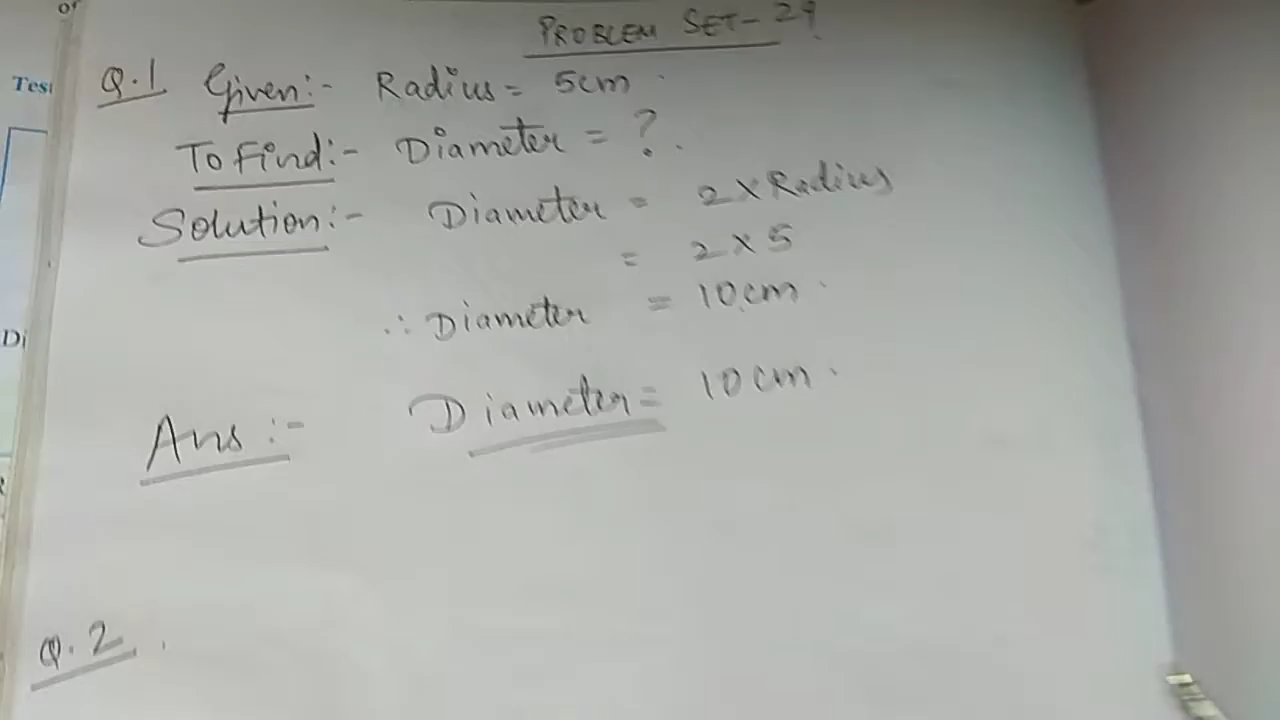 PROBLEM SET- 29
Q.1 Given:- Radius = 5cm.
To Find:- Diameter = ?.
Solution:- Diameter = 2 × Radius
= 2 × 5
∴ Diameter = 10cm.
Ans:- Diameter = 10cm.
Q.2.